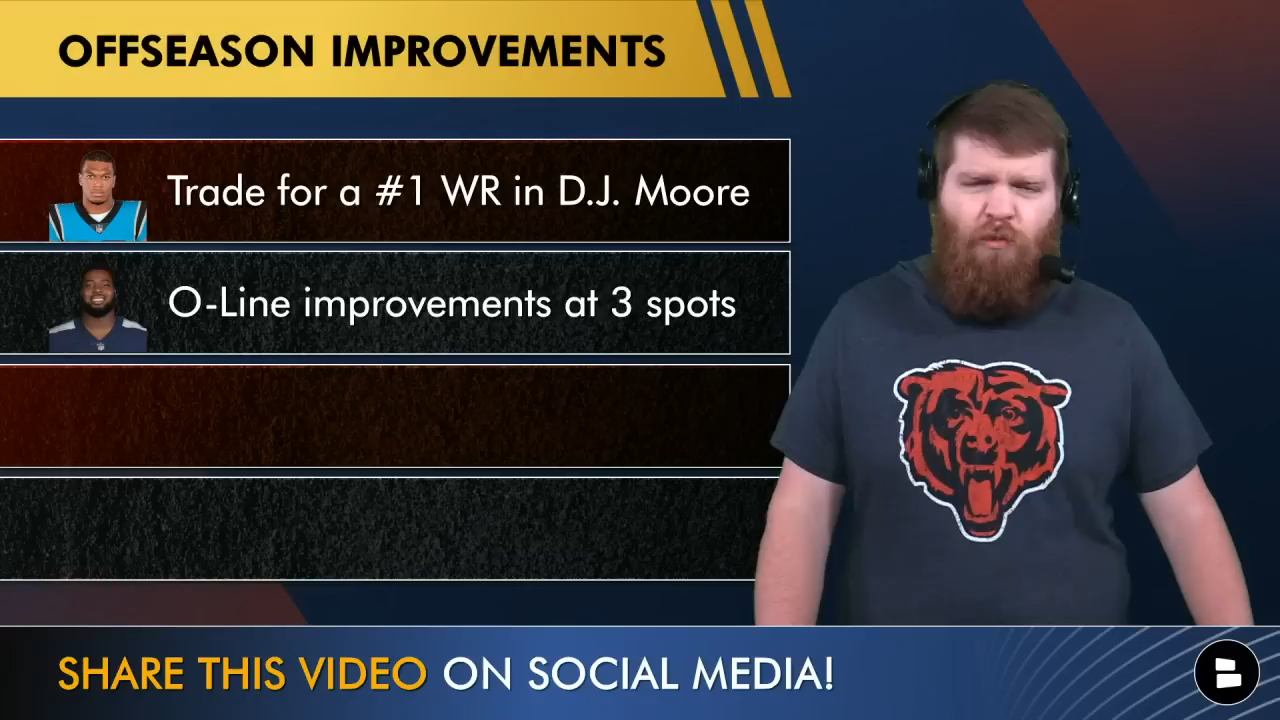 OFFSEASON IMPROVEMENTS
Trade for a #1 WR in D.J. Moore
O-Line improvements at 3 spots
SHARE THIS VIDEO ON SOCIAL MEDIA!